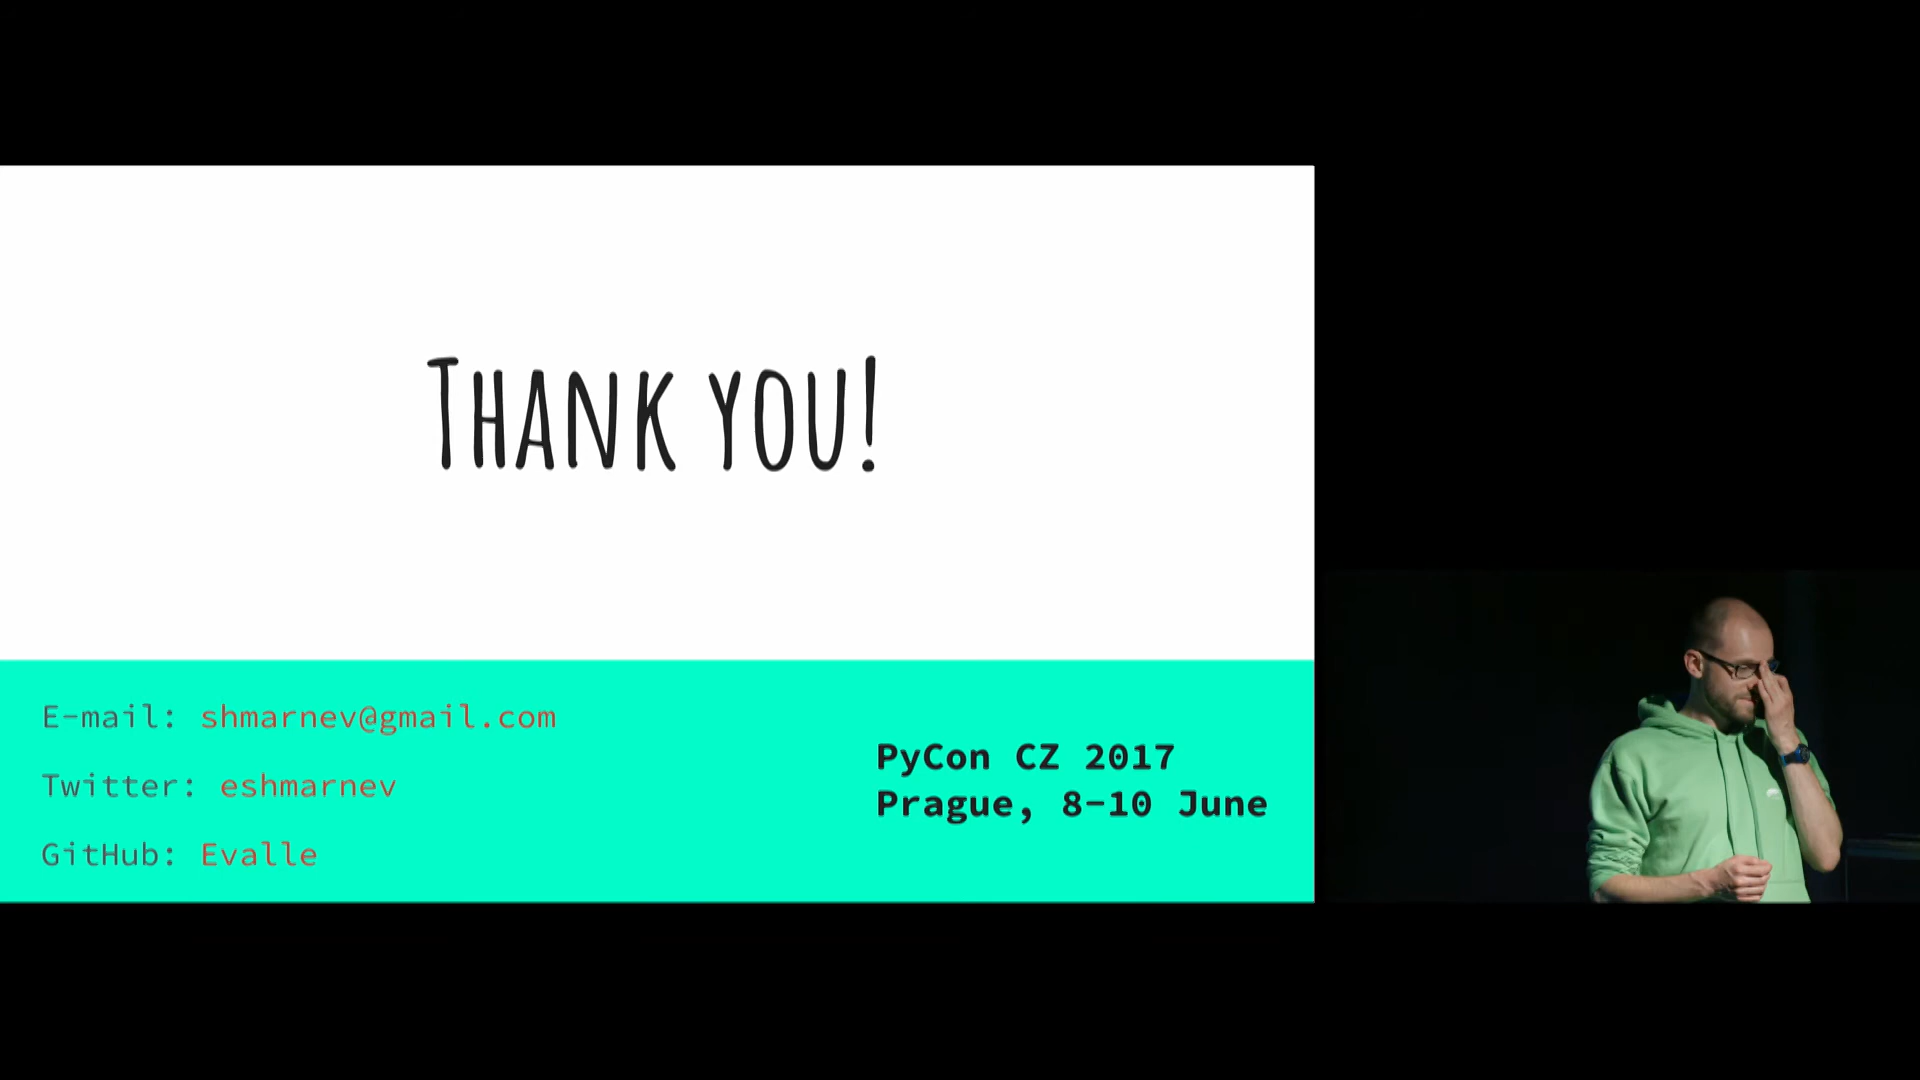 Thank you!
E-mail: shmarnev@gmail.com
Twitter: eshmarnev
GitHub: Evalle
PyCon CZ 2017
Prague, 8-10 June